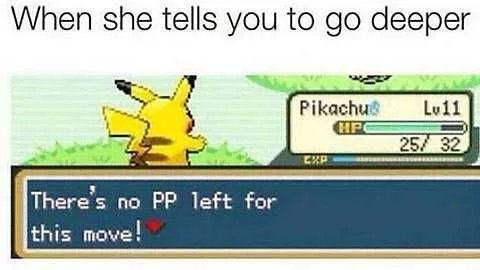 When she tells you to go deeper
Pikachu♂ Lv11
HP
25/ 32
EXP
There's no PP left for
this move!